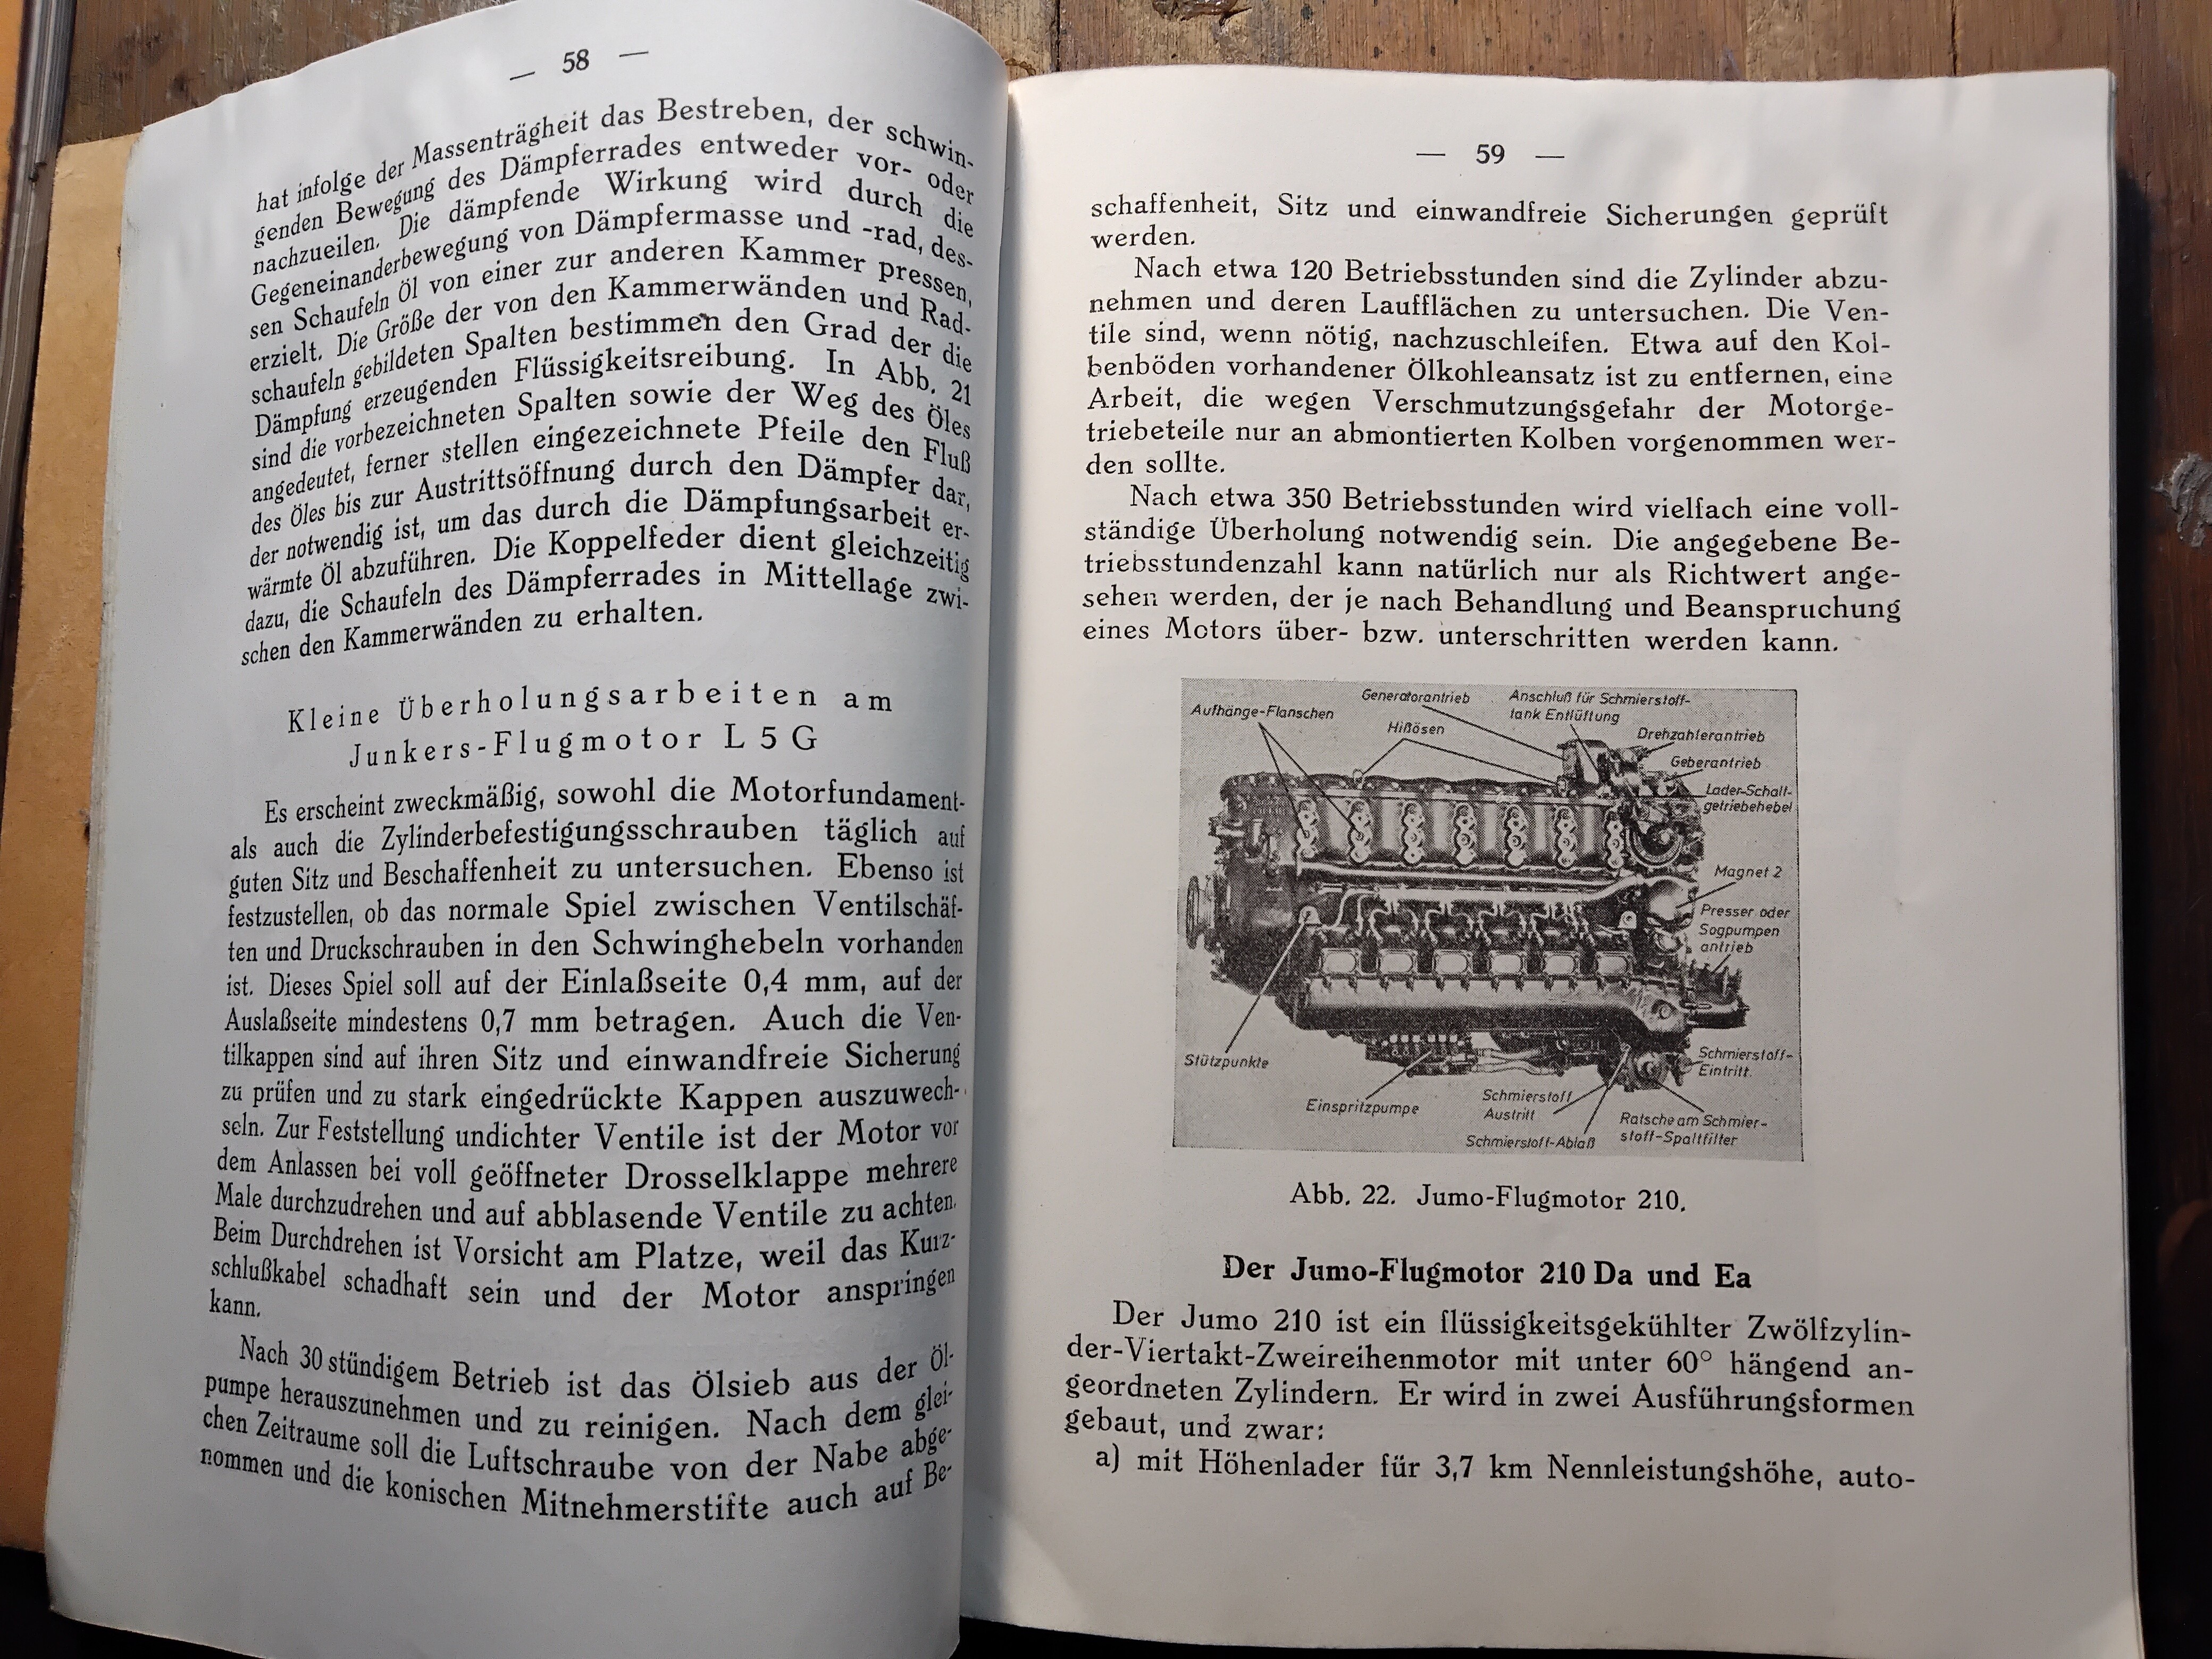 — 58 —
hat infolge der Massenträgheit das Bestreben, der schwin-
genden Bewegung des Dämpferrades entweder vor- oder
nachzueilen. Die dämpfende Wirkung wird durch die
Gegeneinanderbewegung von Dämpfermasse und -rad, des-
sen Schaufeln Öl von einer zur anderen Kammer pressen,
erzielt. Die Größe der von den Kammerwänden und Rad-
schaufeln gebildeten Spalten bestimmen den Grad der die
Dämpfung erzeugenden Flüssigkeitsreibung. In Abb. 21
sind die vorbezeichneten Spalten sowie der Weg des Öles
angedeutet, ferner stellen eingezeichnete Pfeile den Fluß
des Öles bis zur Austrittsöffnung durch den Dämpfer dar,
der notwendig ist, um das durch die Dämpfungsarbeit er-
wärmte Öl abzuführen. Die Koppelfeder dient gleichzeitig
dazu, die Schaufeln des Dämpferrades in Mittellage zwi-
schen den Kammerwänden zu erhalten.
Kleine Überholungsarbeiten am
Junkers-Flugmotor L 5 G
Es erscheint zweckmäßig, sowohl die Motorfundament-
als auch die Zylinderbefestigungsschrauben täglich auf
guten Sitz und Beschaffenheit zu untersuchen. Ebenso ist
festzustellen, ob das normale Spiel zwischen Ventilschäf-
ten und Druckschrauben in den Schwinghebeln vorhanden
ist. Dieses Spiel soll auf der Einlaßseite 0,4 mm, auf der
Auslaßseite mindestens 0,7 mm betragen. Auch die Ven-
tilkappen sind auf ihren Sitz und einwandfreie Sicherung
zu prüfen und zu stark eingedrückte Kappen auszuwech-
seln. Zur Feststellung undichter Ventile ist der Motor vor
dem Anlassen bei voll geöffneter Drosselklappe mehrere
Male durchzudrehen und auf abblasende Ventile zu achten.
Beim Durchdrehen ist Vorsicht am Platze, weil das Kurz-
schlußkabel schadhaft sein und der Motor anspringen
kann.
Nach 30 stündigem Betrieb ist das Ölsieb aus der Öl-
pumpe herauszunehmen und zu reinigen. Nach dem glei-
chen Zeitraume soll die Luftschraube von der Nabe abge-
nommen und die konischen Mitnehmerstifte auch auf Be-
— 59 —
schaffenheit, Sitz und einwandfreie Sicherungen geprüft
werden.
Nach etwa 120 Betriebsstunden sind die Zylinder abzu-
nehmen und deren Laufflächen zu untersuchen. Die Ven-
tile sind, wenn nötig, nachzuschleifen. Etwa auf den Kol-
benböden vorhandener Ölkohleansatz ist zu entfernen, eine
Arbeit, die wegen Verschmutzungsgefahr der Motorge-
triebeteile nur an abmontierten Kolben vorgenommen wer-
den sollte.
Nach etwa 350 Betriebsstunden wird vielfach eine voll-
ständige Überholung notwendig sein. Die angegebene Be-
triebsstundenzahl kann natürlich nur als Richtwert ange-
sehen werden, der je nach Behandlung und Beanspruchung
eines Motors über- bzw. unterschritten werden kann.
Aufhänge-Flanschen
Generatorantrieb
Hißösen
Anschluß für Schmierstoff-
tank Entlüftung
Drehzahlerantrieb
Geberantrieb
Lader-Schalt-
getriebehebel
Magnet 2
Presser oder
Sogpumpen
antrieb
Stützpunkte
Einspritzpumpe
Schmierstoff
Austritt
Schmierstoff-Ablaß
Schmierstoff-
Eintritt.
Ratsche am Schmier-
stoff-Spaltfilter
Abb. 22. Jumo-Flugmotor 210.
Der Jumo-Flugmotor 210 Da und Ea
Der Jumo 210 ist ein flüssigkeitsgekühlter Zwölfzylin-
der-Viertakt-Zweireihenmotor mit unter 60° hängend an-
geordneten Zylindern. Er wird in zwei Ausführungsformen
gebaut, und zwar:
a) mit Höhenlader für 3,7 km Nennleistungshöhe, auto-